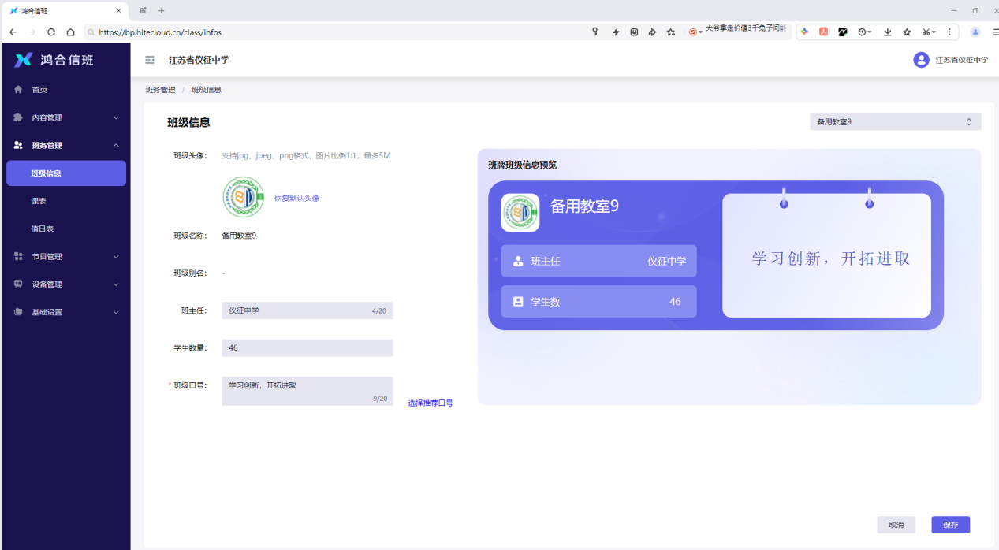 鸿合信班
https://bp.hitecloud.cn/class/infos
大爷拿走价值3千兔子问能
鸿合信班
江苏省仪征中学
江苏省仪征中学
首页
内容管理
班务管理
班级信息
课表
值日表
节目管理
设备管理
基础设置
班务管理 / 班级信息
班级信息
备用教室9
班级头像： 支持jpg、jpeg、png格式，图片比例1:1，最多5M
恢复默认头像
班级名称： 备用教室9
班级别名： -
班主任： 仪征中学 4/20
学生数量： 46
* 班级口号： 学习创新，开拓进取
9/20
选择推荐口号
班牌班级信息预览
备用教室9
班主任 仪征中学
学生数 46
学习创新，开拓进取
取消
保存